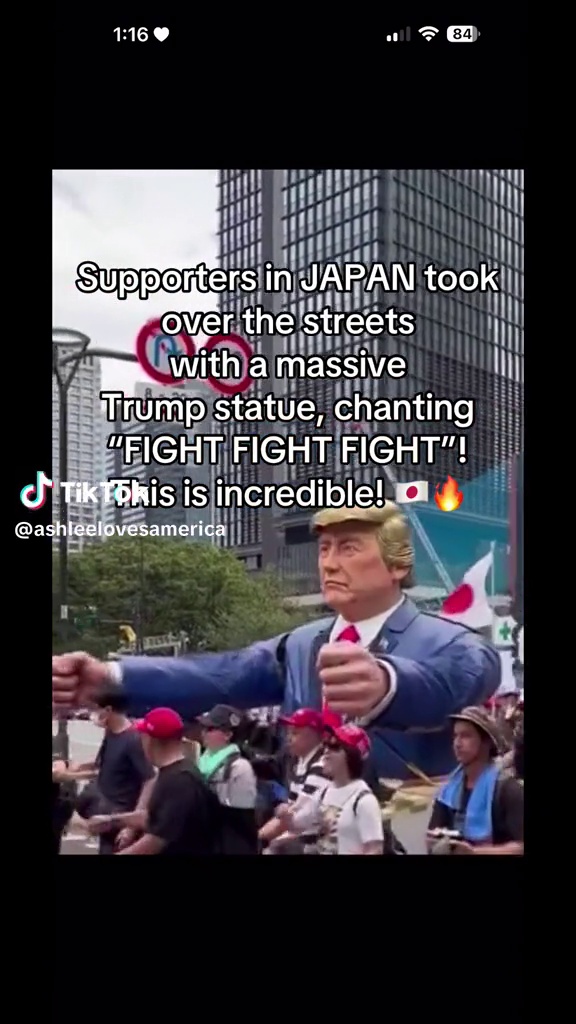 1:16
84
Supporters in JAPAN took
over the streets
with a massive
Trump statue, chanting
“FIGHT FIGHT FIGHT”!
This is incredible! 🇯🇵🔥
TikTok
@ashleelovesamerica